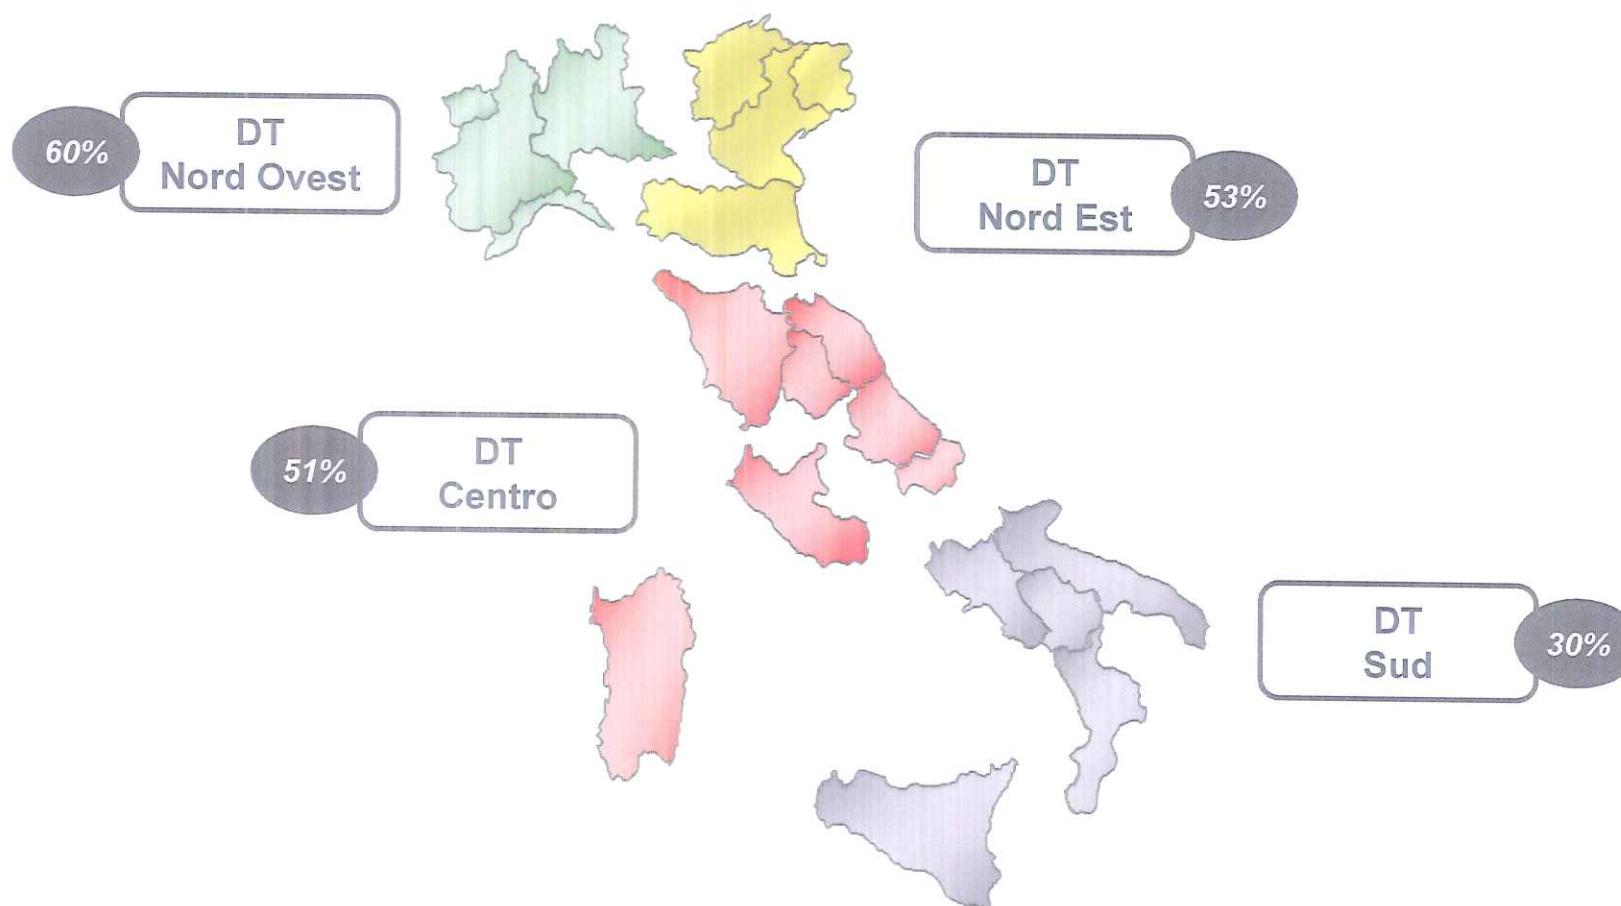 60%
DT
Nord Ovest
DT
Nord Est
53%
51%
DT
Centro
DT
Sud
30%